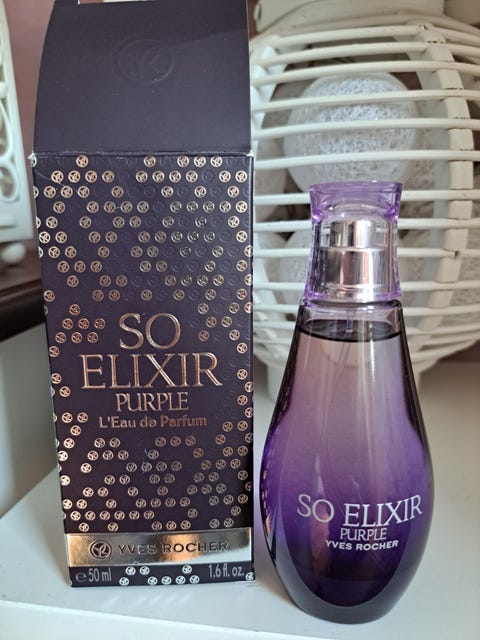 SO
ELIXIR
PURPLE
L'Eau de Parfum
YVES ROCHER
e 50 ml 1.6 fl. oz.
SO ELIXIR
PURPLE
YVES ROCHER